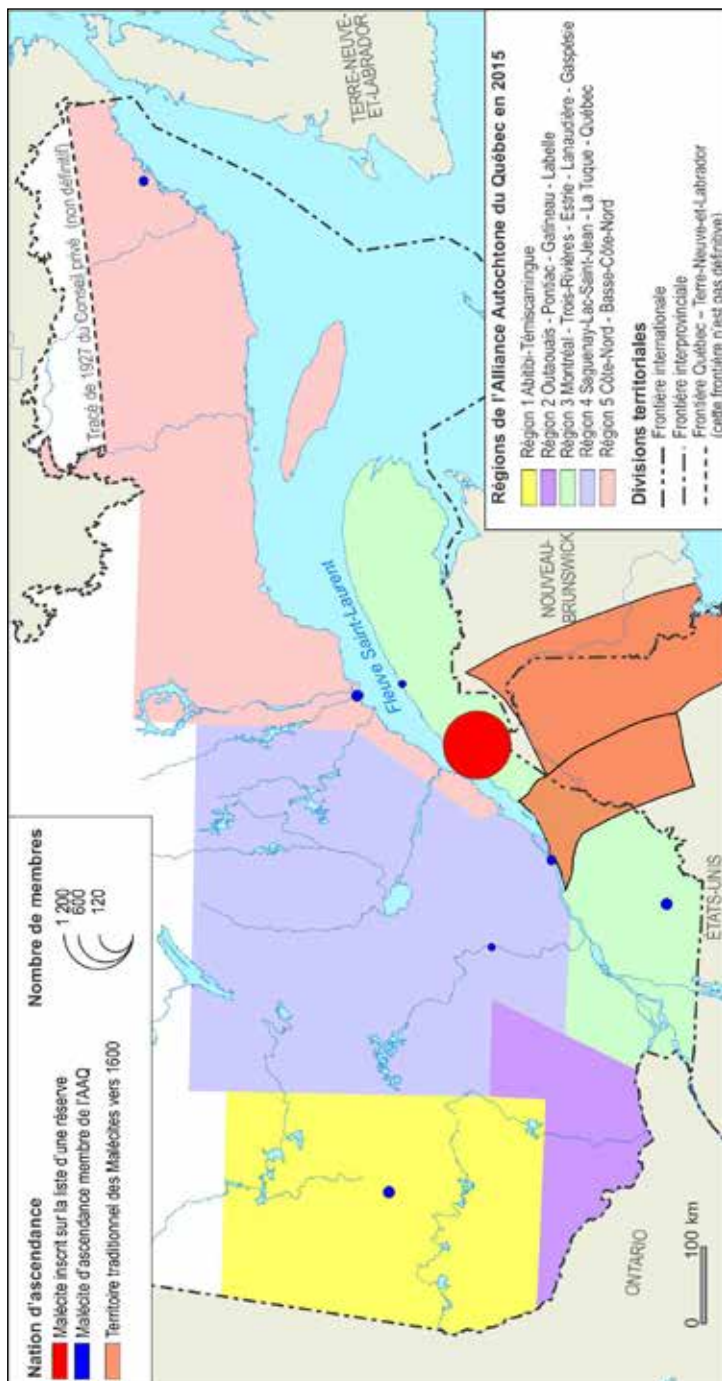 Nation d'ascendance
Malécite inscrit sur la liste d'une réserve
Malécite d'ascendance membre de l'AAQ
Territoire traditionnel des Malécites vers 1600
Nombre de membres
1 200
600
120
Tracé de 1927 du Conseil privé (non définitif)
TERRE-NEUVE-
ET-LABRADOR
Fleuve Saint-Laurent
NOUVEAU-
BRUNSWICK
ÉTATS-UNIS
ONTARIO
0 100 km
Régions de l'Alliance Autochtone du Québec en 2015
Région 1 Abitibi-Témiscamingue
Région 2 Outaouais - Pontiac - Gatineau - Labelle
Région 3 Montréal - Trois-Rivières - Estrie - Lanaudière - Gaspésie
Région 4 Saguenay-Lac-Saint-Jean - La Tuque - Québec
Région 5 Côte-Nord - Basse-Côte-Nord
Divisions territoriales
Frontière internationale
Frontière interprovinciale
Frontière Québec – Terre-Neuve-et-Labrador
(cette frontière n'est pas définitive)